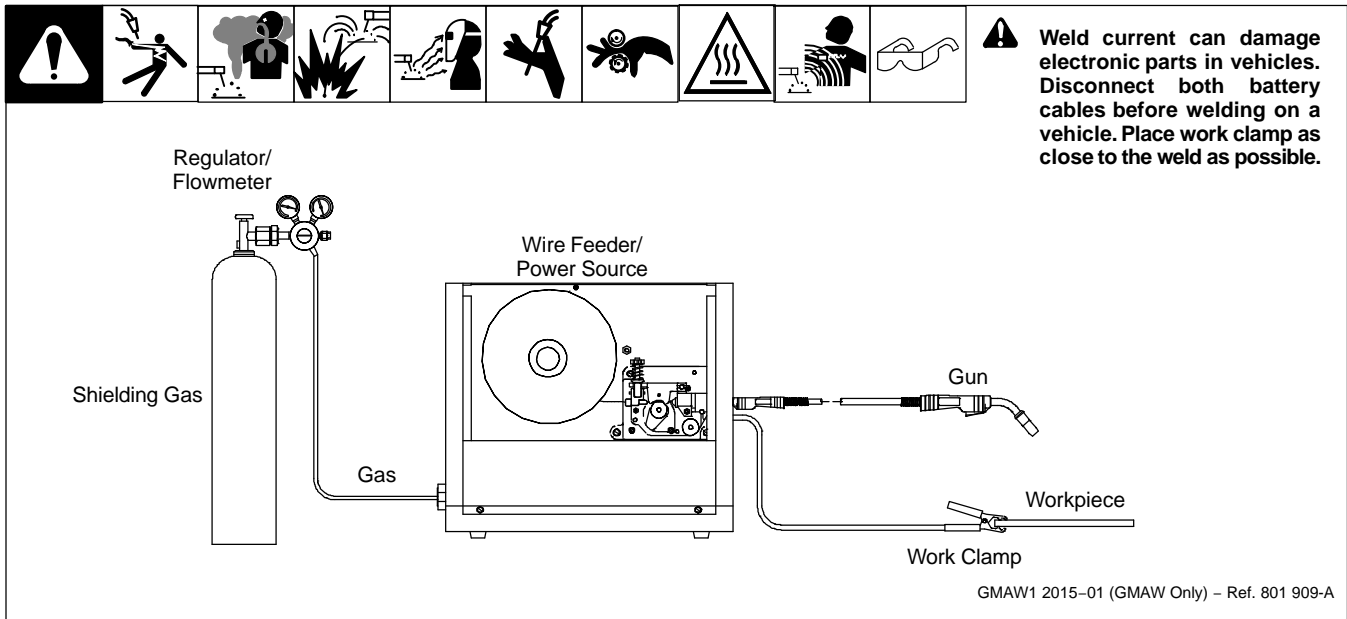 Weld current can damage
electronic parts in vehicles.
Disconnect both battery
cables before welding on a
vehicle. Place work clamp as
close to the weld as possible.
Regulator/
Flowmeter
Wire Feeder/
Power Source
Shielding Gas
Gun
Gas
Workpiece
Work Clamp
GMAW1 2015−01 (GMAW Only) − Ref. 801 909-A